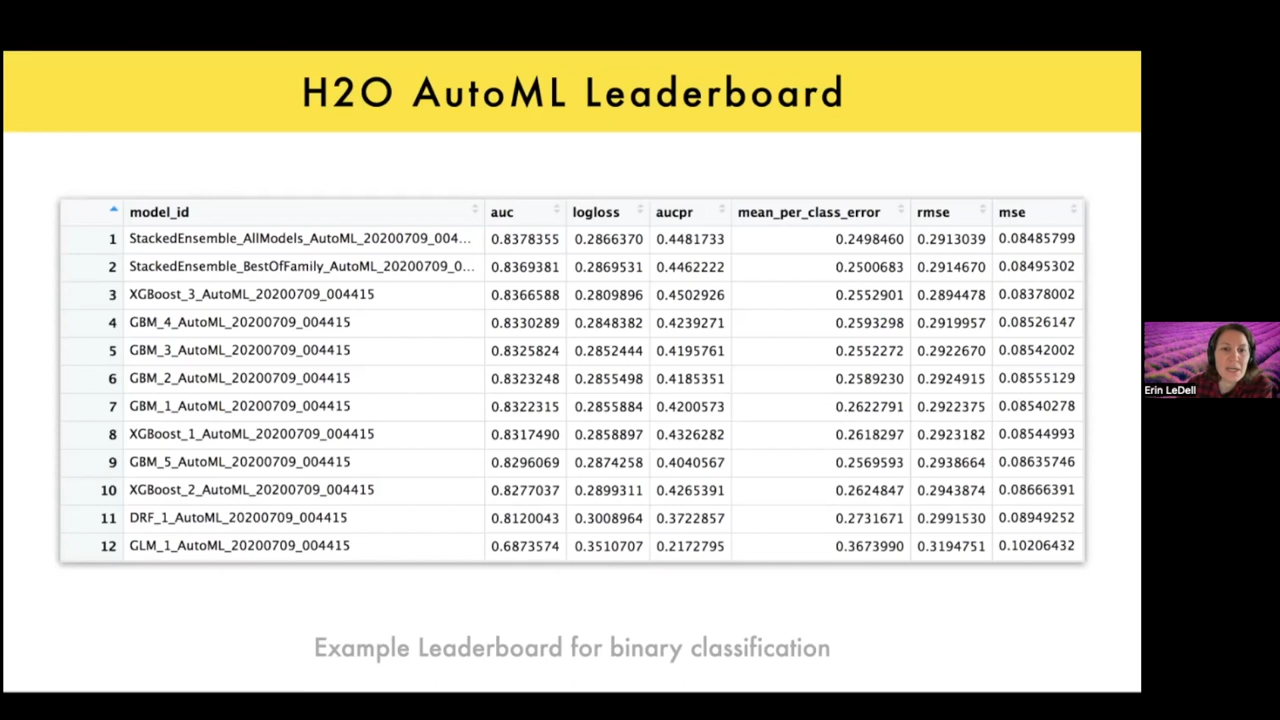 H2O AutoML Leaderboard
model_id auc logloss aucpr mean_per_class_error rmse mse
1 StackedEnsemble_AllModels_AutoML_20200709_004... 0.8378355 0.2866370 0.4481733 0.2498460 0.2913039 0.08485799
2 StackedEnsemble_BestOfFamily_AutoML_20200709_0... 0.8369381 0.2869531 0.4462222 0.2500683 0.2914670 0.08495302
3 XGBoost_3_AutoML_20200709_004415 0.8366588 0.2809896 0.4502926 0.2552901 0.2894478 0.08378002
4 GBM_4_AutoML_20200709_004415 0.8330289 0.2848382 0.4239271 0.2593298 0.2919957 0.08526147
5 GBM_3_AutoML_20200709_004415 0.8325824 0.2852444 0.4195761 0.2552272 0.2922670 0.08542002
6 GBM_2_AutoML_20200709_004415 0.8323248 0.2855498 0.4185351 0.2589230 0.2924915 0.08555129
7 GBM_1_AutoML_20200709_004415 0.8322315 0.2855884 0.4200573 0.2622791 0.2922375 0.08540278
8 XGBoost_1_AutoML_20200709_004415 0.8317490 0.2858897 0.4326282 0.2618297 0.2923182 0.08544993
9 GBM_5_AutoML_20200709_004415 0.8296069 0.2874258 0.4040567 0.2569593 0.2938664 0.08635746
10 XGBoost_2_AutoML_20200709_004415 0.8277037 0.2899311 0.4265391 0.2624847 0.2943874 0.08666391
11 DRF_1_AutoML_20200709_004415 0.8120043 0.3008964 0.3722857 0.2731671 0.2991530 0.08949252
12 GLM_1_AutoML_20200709_004415 0.6873574 0.3510707 0.2172795 0.3673990 0.3194751 0.10206432
Example Leaderboard for binary classification
Erin LeDell